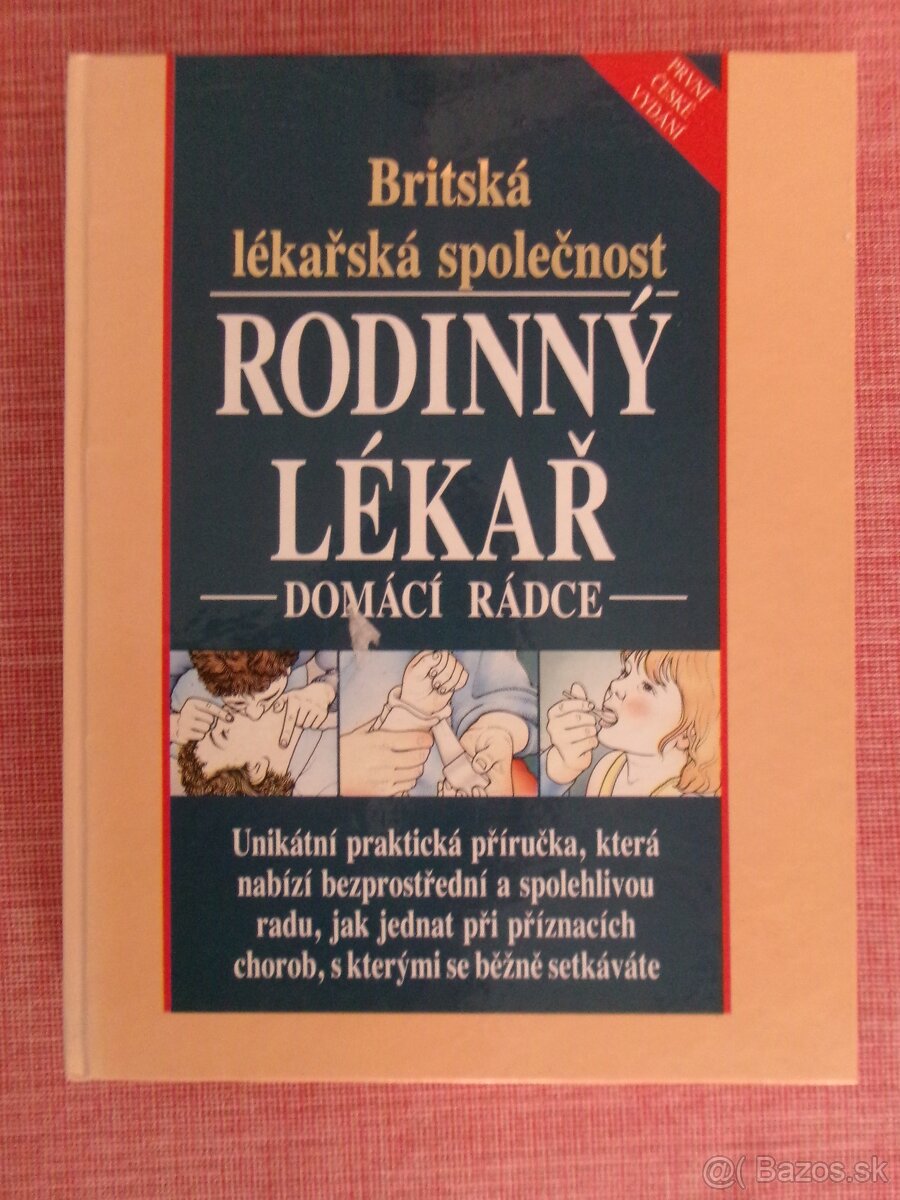 PRVNÍ
ČESKÉ
VYDÁNÍ
Britská
lékařská společnost
RODINNÝ
LÉKAŘ
DOMÁCÍ RÁDCE
Unikátní praktická příručka, která
nabízí bezprostřední a spolehlivou
radu, jak jednat při příznacích
chorob, s kterými se běžně setkáváte
@( Bazos.sk